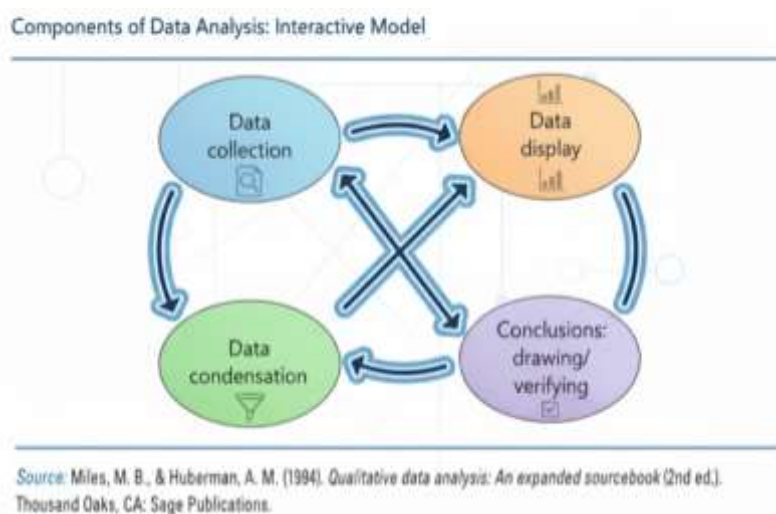 Components of Data Analysis: Interactive Model
Data
collection
Data
display
Data
condensation
Conclusions:
drawing/
verifying
Source: Miles, M. B., & Huberman, A. M. (1994). Qualitative data analysis: An expanded sourcebook (2nd ed.).
Thousand Oaks, CA: Sage Publications.